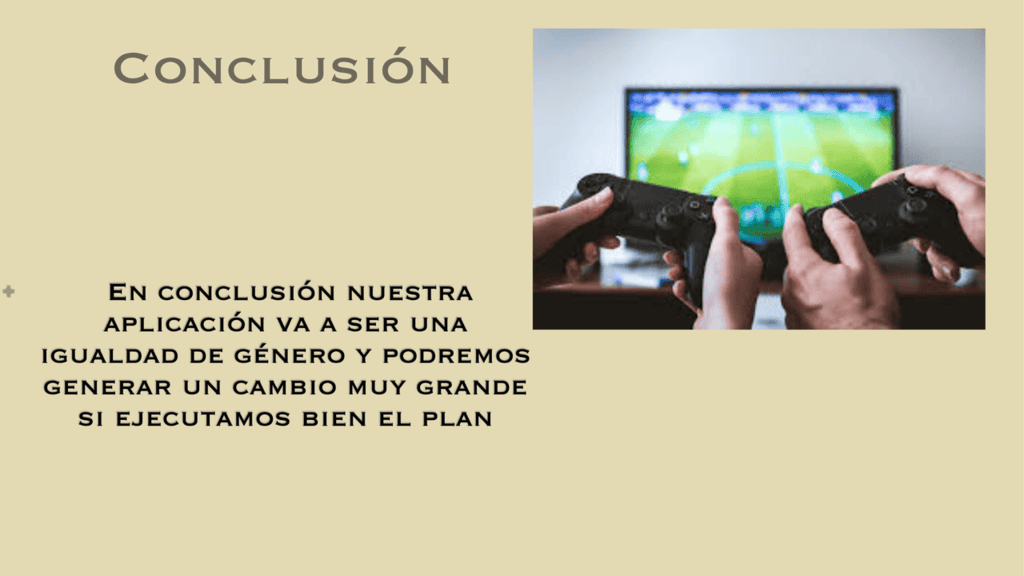 Conclusión
En conclusión nuestra
aplicación va a ser una
igualdad de género y podremos
generar un cambio muy grande
si ejecutamos bien el plan